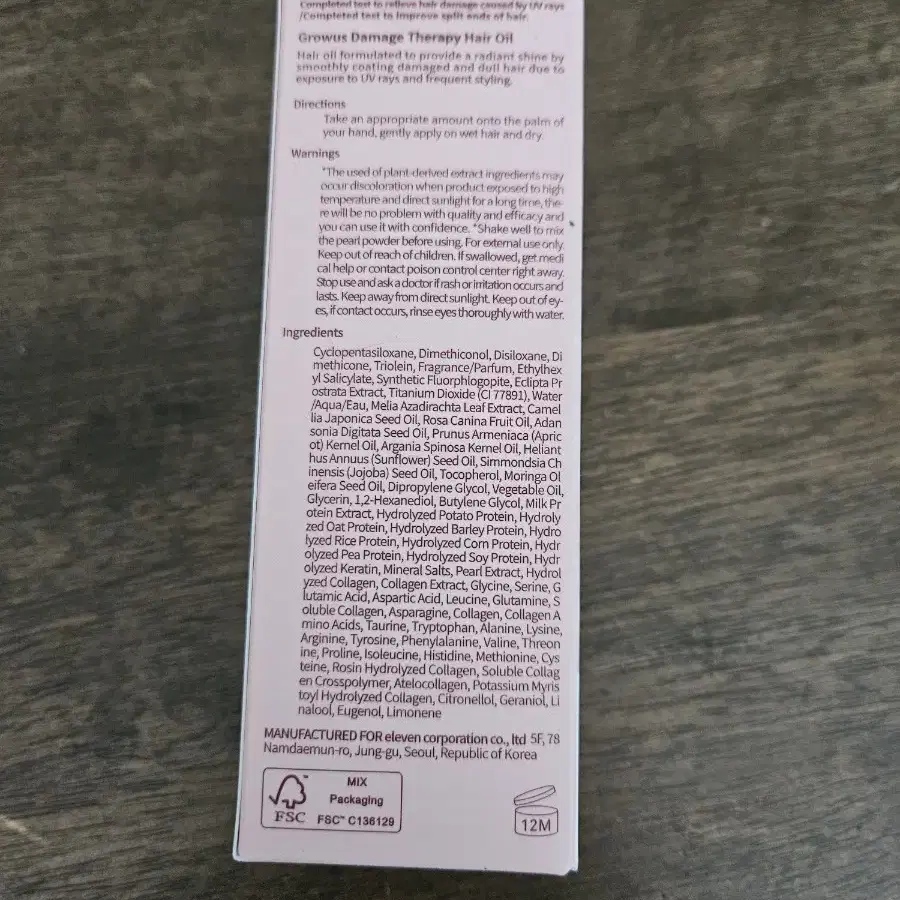 Completed test to relieve hair damage caused by UV rays
/Completed test to improve split ends of hair.
Growus Damage Therapy Hair Oil
Hair oil formulated to provide a radiant shine by
smoothly coating damaged and dull hair due to
exposure to UV rays and frequent styling.
Directions
Take an appropriate amount onto the palm of
your hand, gently apply on wet hair and dry.
Warnings
*The used of plant-derived extract ingredients may
occur discoloration when product exposed to high
temperature and direct sunlight for a long time, the-
re will be no problem with quality and efficacy and
you can use it with confidence. *Shake well to mix
the pearl powder before using. For external use only.
Keep out of reach of children. If swallowed, get medi
cal help or contact poison control center right away.
Stop use and ask a doctor if rash or irritation occurs and
lasts. Keep away from direct sunlight. Keep out of ey-
es, if contact occurs, rinse eyes thoroughly with water.
Ingredients
Cyclopentasiloxane, Dimethiconol, Disiloxane, Di
methicone, Triolein, Fragrance/Parfum, Ethylhex
yl Salicylate, Synthetic Fluorphlogopite, Eclipta Pr
ostrata Extract, Titanium Dioxide (CI 77891), Water
/Aqua/Eau, Melia Azadirachta Leaf Extract, Camel
lia Japonica Seed Oil, Rosa Canina Fruit Oil, Adan
sonia Digitata Seed Oil, Prunus Armeniaca (Apric
ot) Kernel Oil, Argania Spinosa Kernel Oil, Heliant
hus Annuus (Sunflower) Seed Oil, Simmondsia Ch
inensis (Jojoba) Seed Oil, Tocopherol, Moringa Ol
eifera Seed Oil, Dipropylene Glycol, Vegetable Oil,
Glycerin, 1,2-Hexanediol, Butylene Glycol, Milk Pr
otein Extract, Hydrolyzed Potato Protein, Hydroly
zed Oat Protein, Hydrolyzed Barley Protein, Hydro
lyzed Rice Protein, Hydrolyzed Corn Protein, Hydr
olyzed Pea Protein, Hydrolyzed Soy Protein, Hydr
olyzed Keratin, Mineral Salts, Pearl Extract, Hydrol
yzed Collagen, Collagen Extract, Glycine, Serine, G
lutamic Acid, Aspartic Acid, Leucine, Glutamine, S
oluble Collagen, Asparagine, Collagen, Collagen A
mino Acids, Taurine, Tryptophan, Alanine, Lysine,
Arginine, Tyrosine, Phenylalanine, Valine, Threon
ine, Proline, Isoleucine, Histidine, Methionine, Cys
teine, Rosin Hydrolyzed Collagen, Soluble Collag
en Crosspolymer, Atelocollagen, Potassium Myris
toyl Hydrolyzed Collagen, Citronellol, Geraniol, Li
nalool, Eugenol, Limonene
MANUFACTURED FOR eleven corporation co., ltd 5F, 78
Namdaemun-ro, Jung-gu, Seoul, Republic of Korea
MIX
Packaging
FSC FSC™ C136129
12M